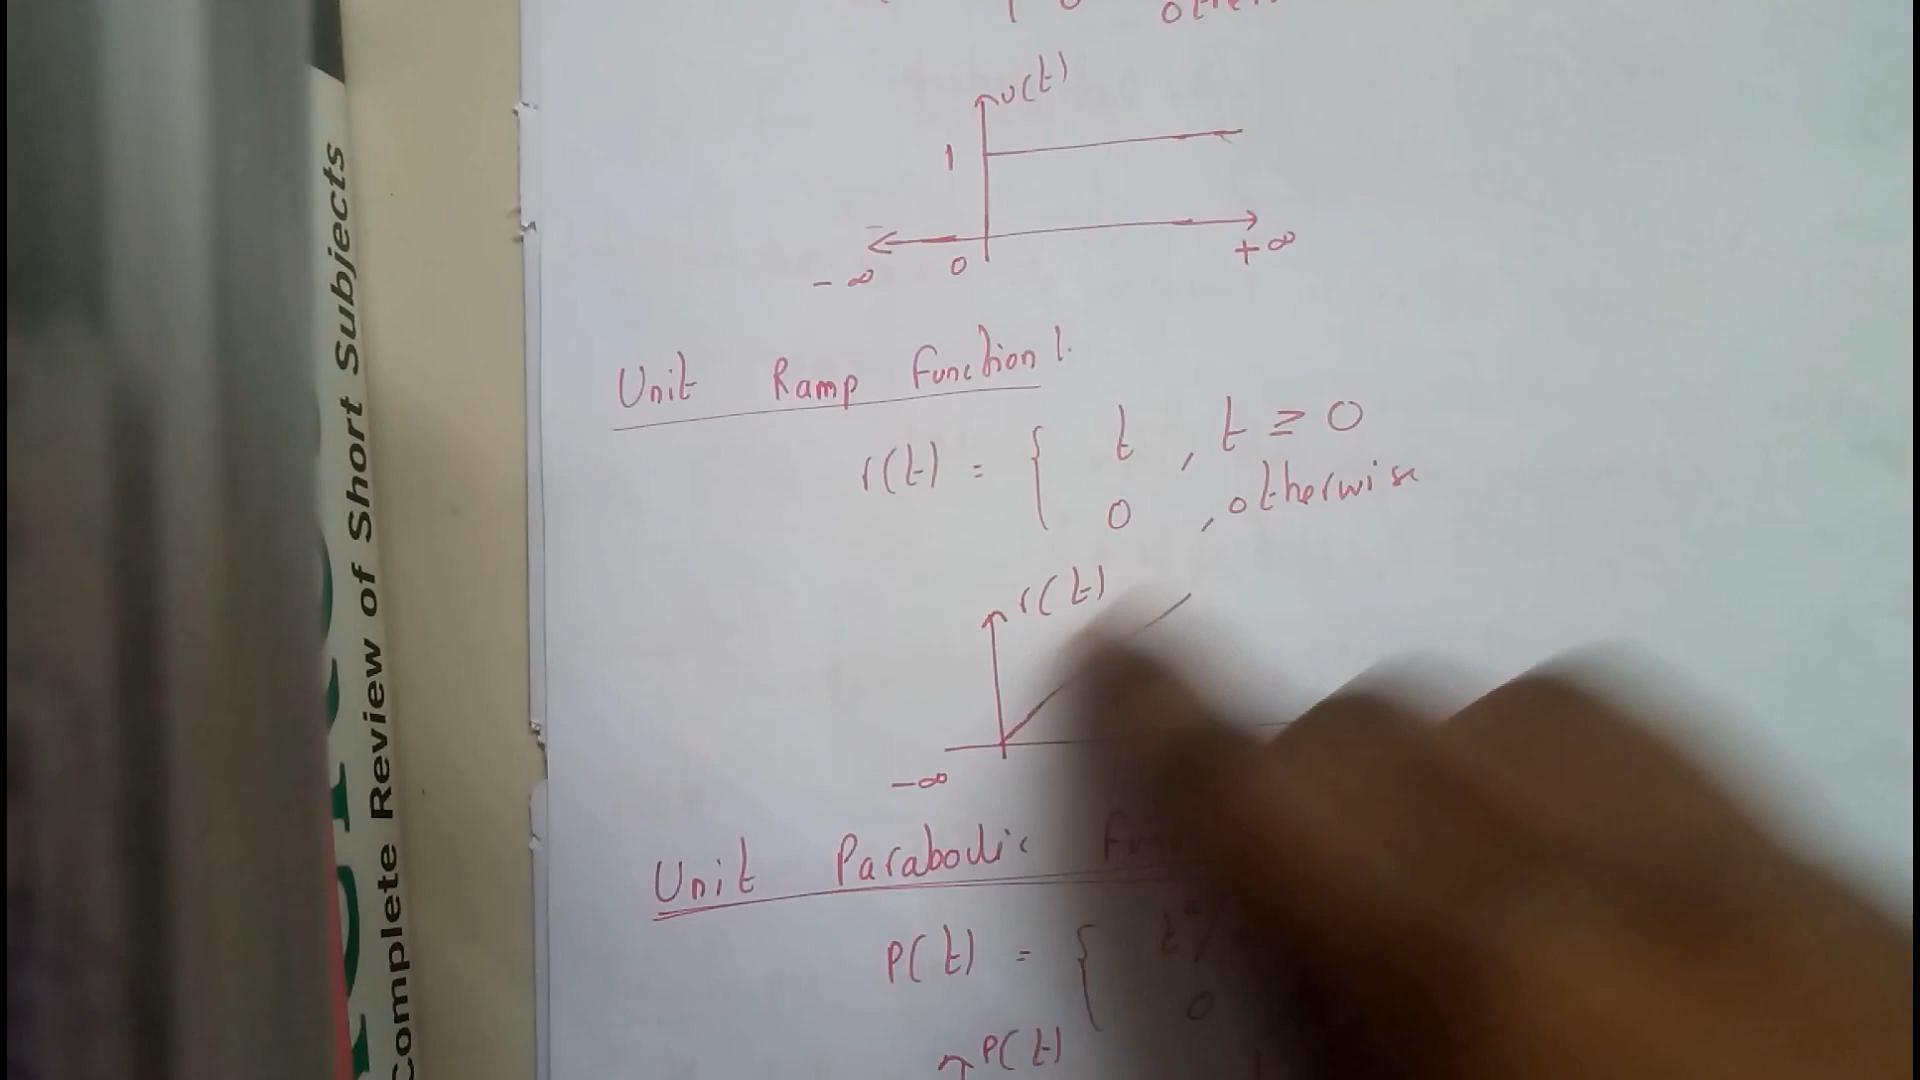 u(t)
1
- ∞ 0 + ∞
Unit Ramp Function :
r(t) = { t , t ≥ 0
0 , otherwise
r(t)
- ∞
Unit Parabolic
P(t) = {
0
P(t)
Complete Review of Short Subjects